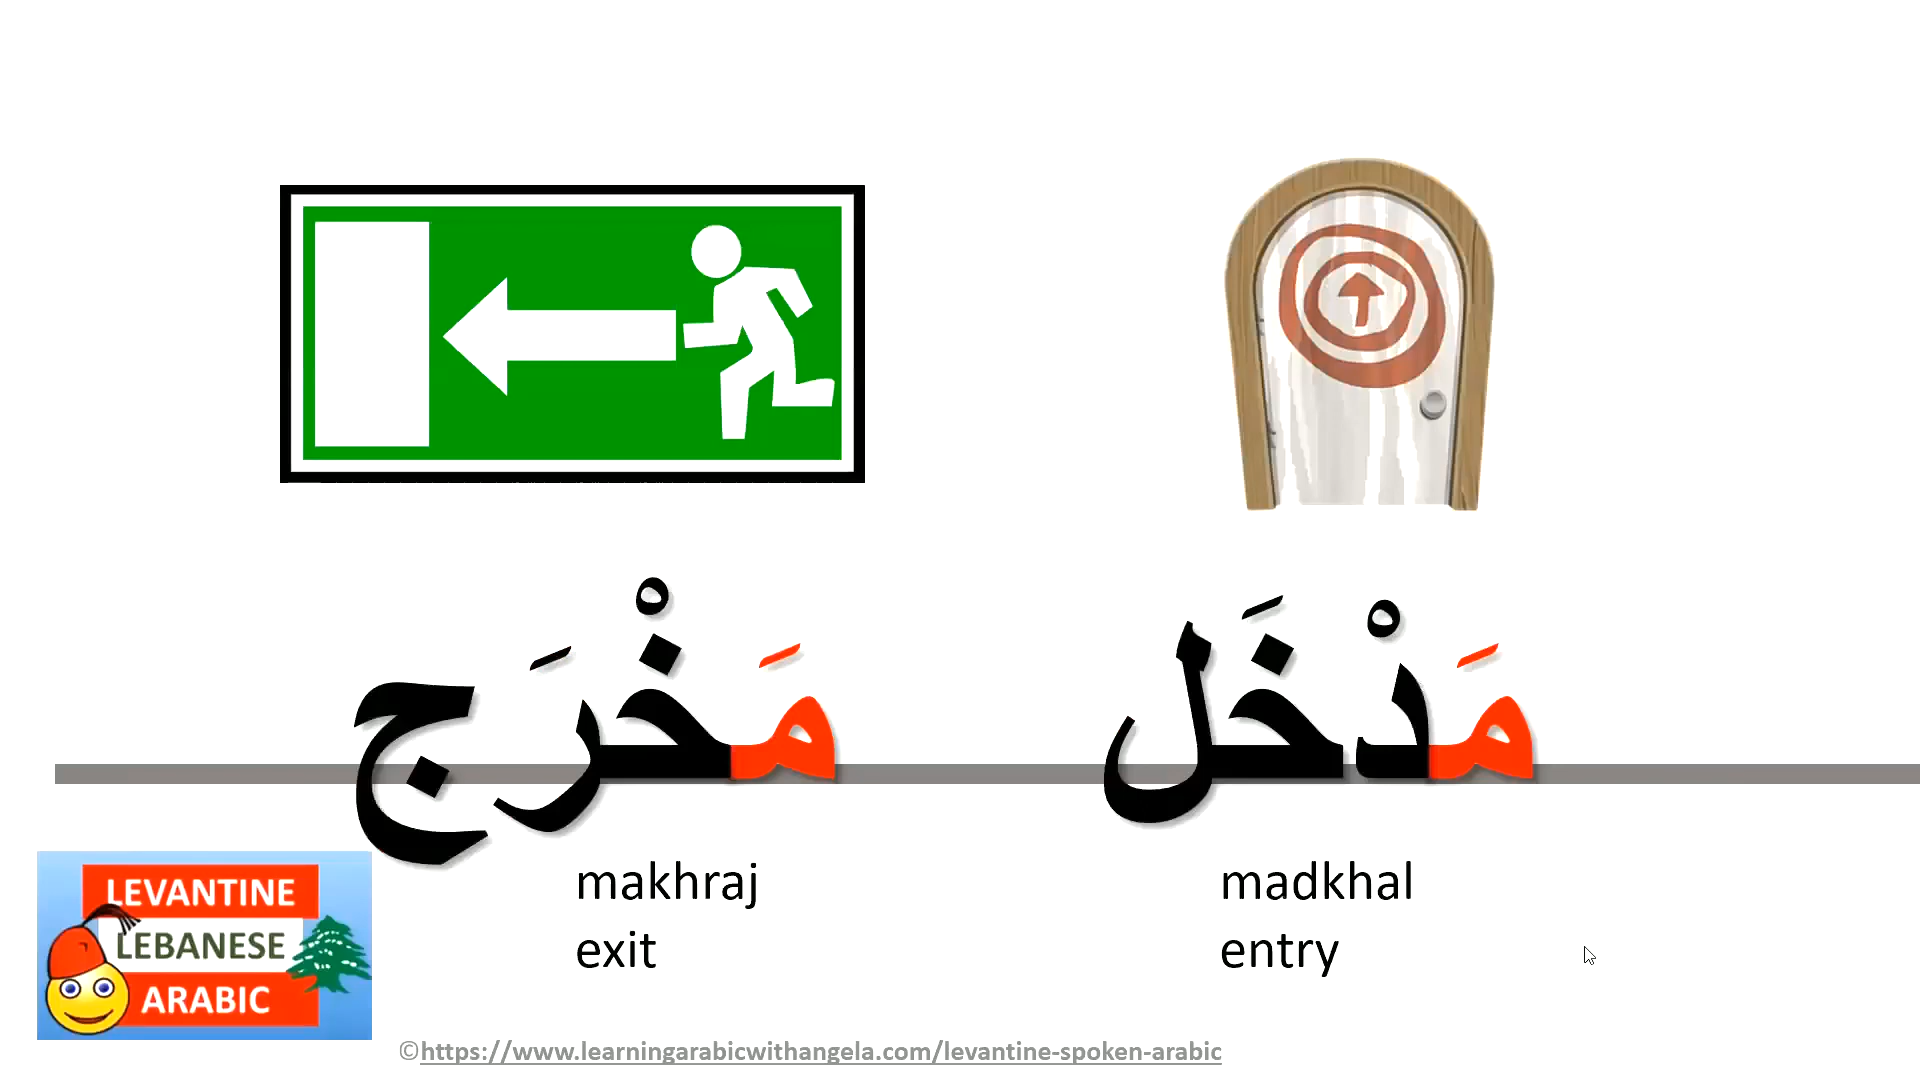 مَدْخَل
مَخْرَج
madkhal
entry
makhraj
exit
LEVANTINE
LEBANESE
ARABIC
©https://www.learningarabicwithangela.com/levantine-spoken-arabic